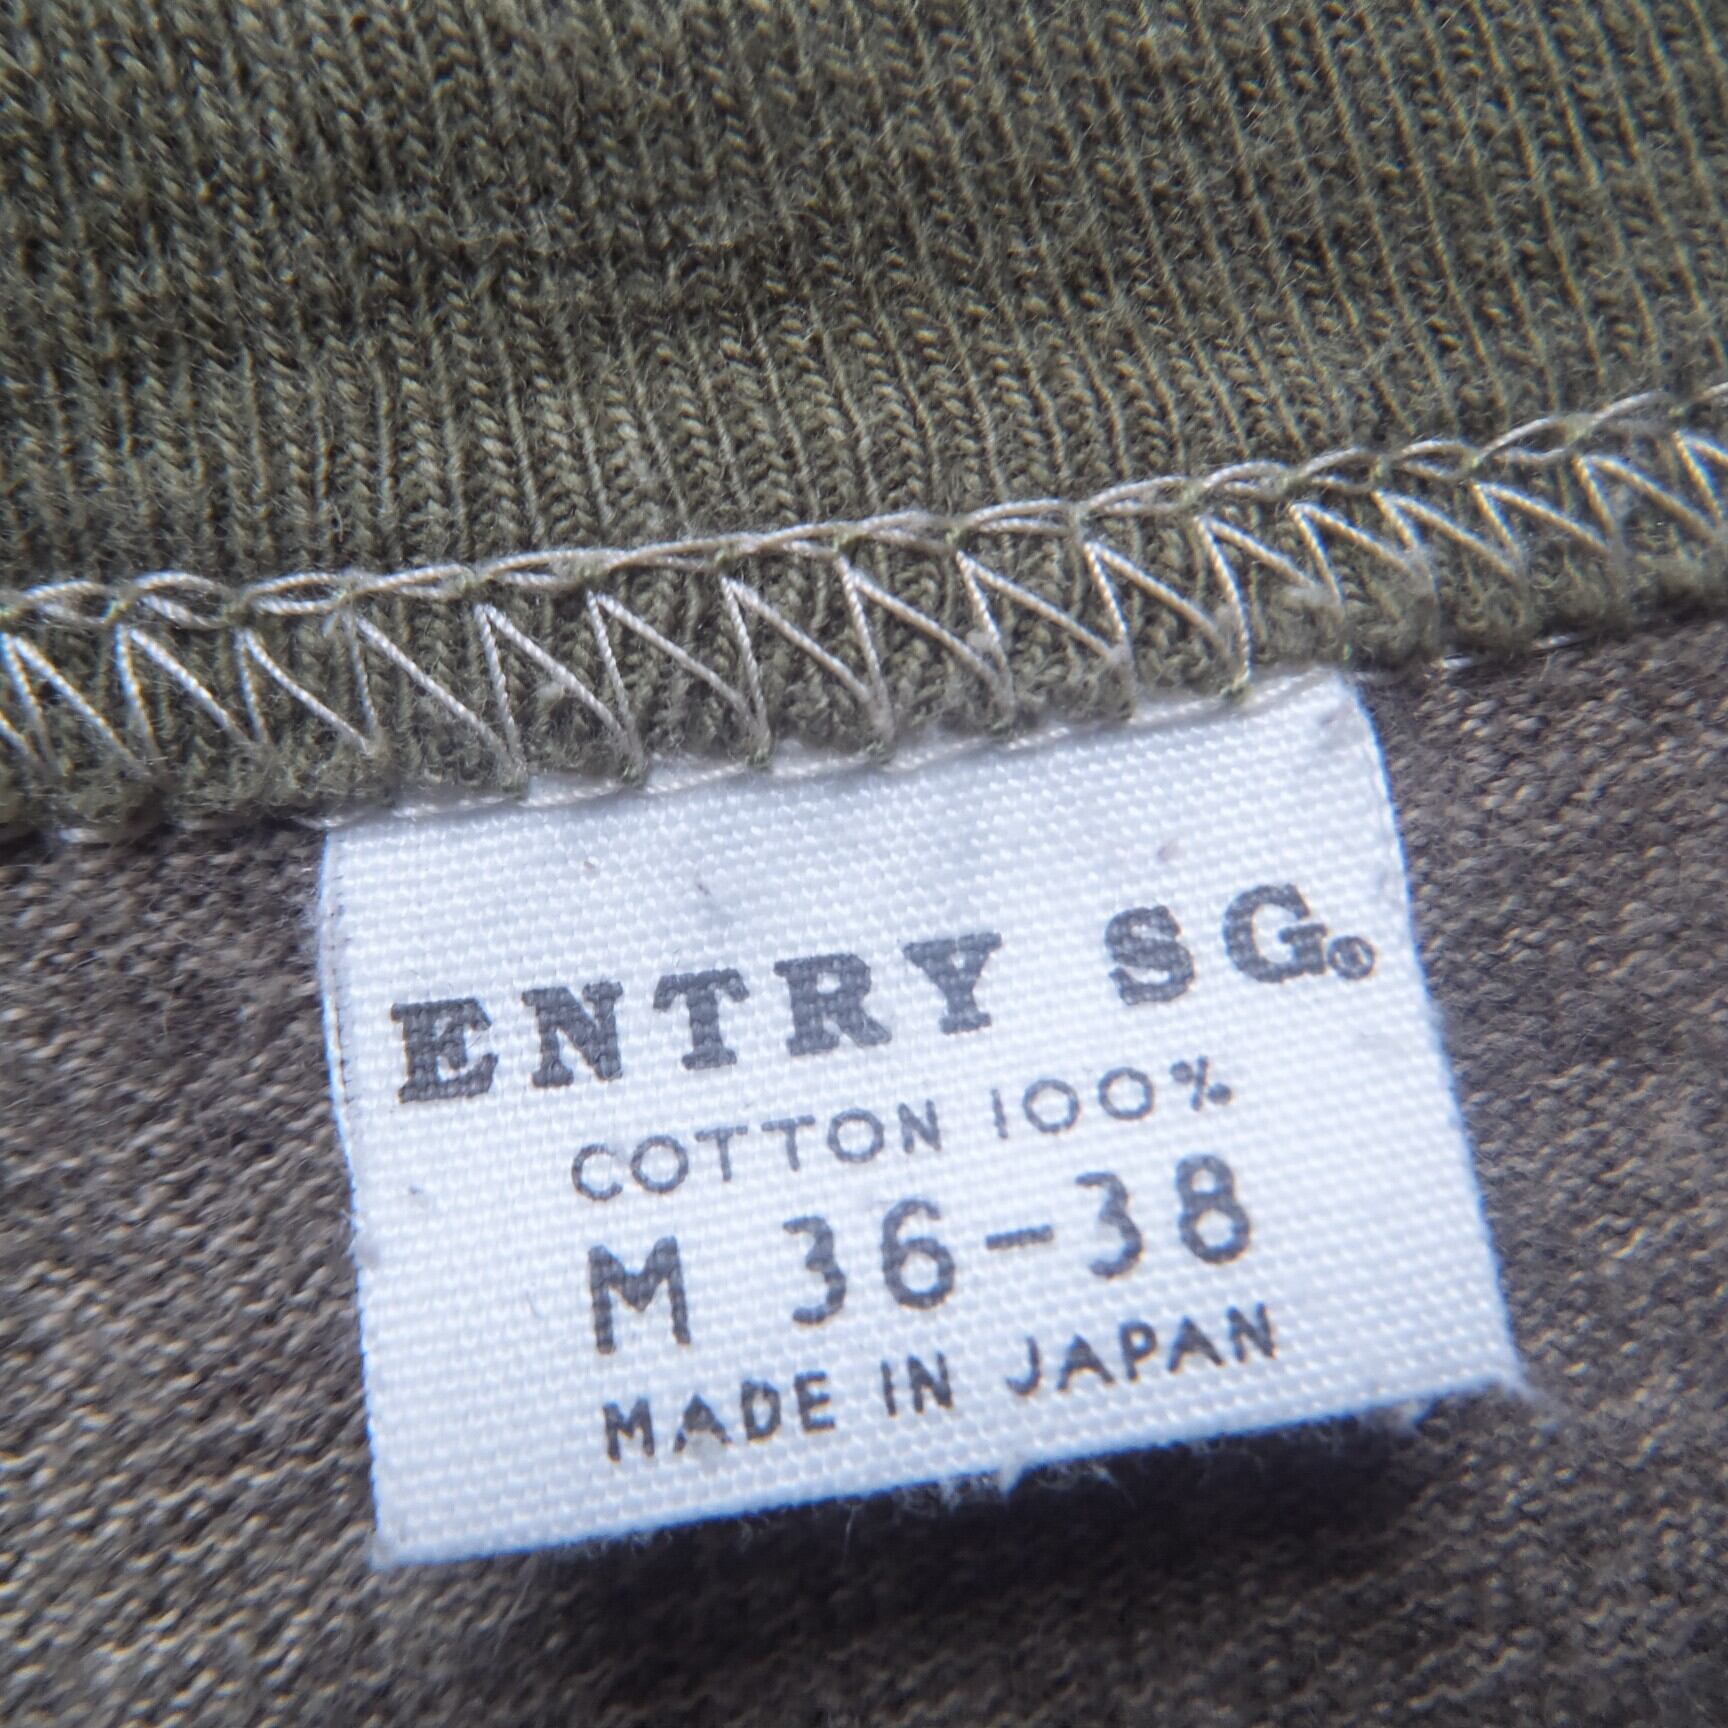 ENTRY SG®
COTTON 100%
M 36-38
MADE IN JAPAN